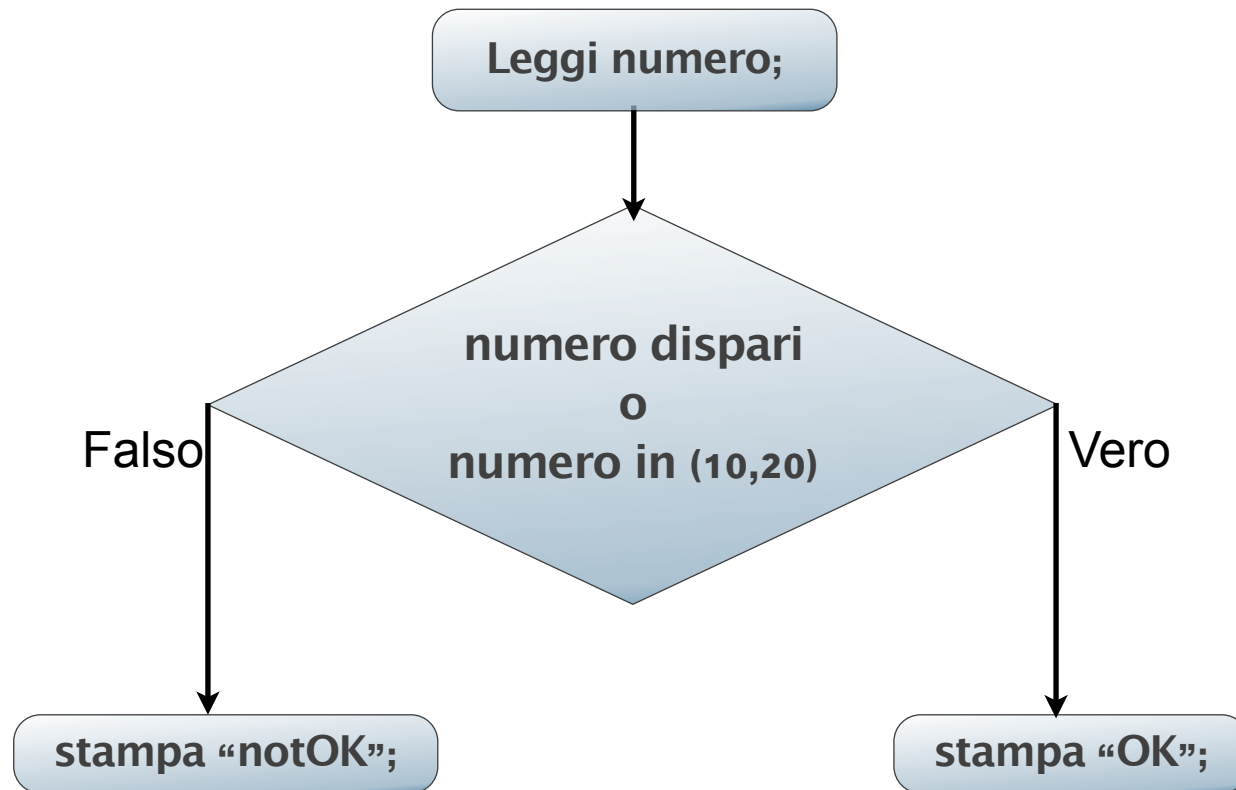 Leggi numero;
numero dispari
o
numero in (10,20)
Falso
Vero
stampa “notOK”;
stampa “OK”;